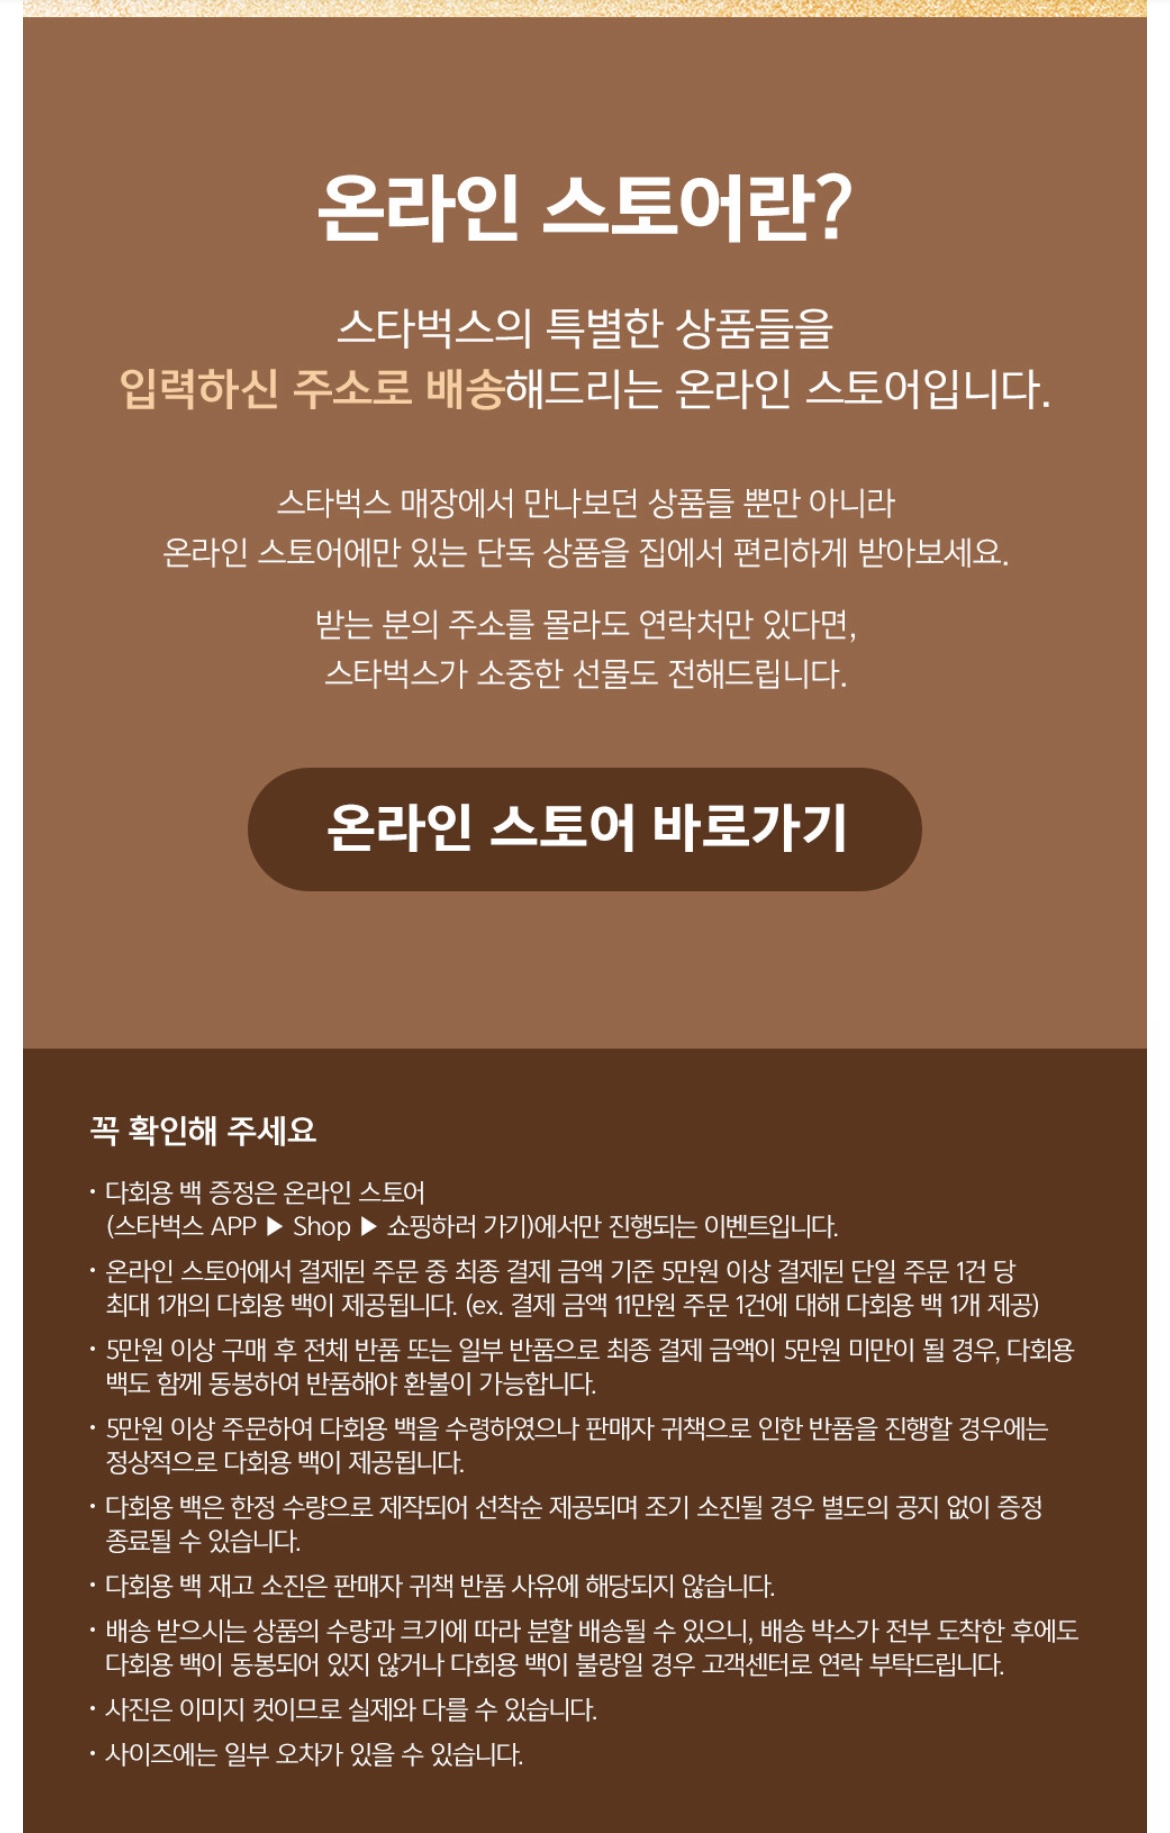 온라인 스토어란?
스타벅스의 특별한 상품들을
입력하신 주소로 배송해드리는 온라인 스토어입니다.
스타벅스 매장에서 만나보던 상품들 뿐만 아니라
온라인 스토어에만 있는 단독 상품을 집에서 편리하게 받아보세요.
받는 분의 주소를 몰라도 연락처만 있다면,
스타벅스가 소중한 선물도 전해드립니다.
온라인 스토어 바로가기
꼭 확인해 주세요
· 다회용 백 증정은 온라인 스토어
(스타벅스 APP ▶ Shop ▶ 쇼핑하러 가기)에서만 진행되는 이벤트입니다.
· 온라인 스토어에서 결제된 주문 중 최종 결제 금액 기준 5만원 이상 결제된 단일 주문 1건 당
최대 1개의 다회용 백이 제공됩니다. (ex. 결제 금액 11만원 주문 1건에 대해 다회용 백 1개 제공)
· 5만원 이상 구매 후 전체 반품 또는 일부 반품으로 최종 결제 금액이 5만원 미만이 될 경우, 다회용
백도 함께 동봉하여 반품해야 환불이 가능합니다.
· 5만원 이상 주문하여 다회용 백을 수령하였으나 판매자 귀책으로 인한 반품을 진행할 경우에는
정상적으로 다회용 백이 제공됩니다.
· 다회용 백은 한정 수량으로 제작되어 선착순 제공되며 조기 소진될 경우 별도의 공지 없이 증정
종료될 수 있습니다.
· 다회용 백 재고 소진은 판매자 귀책 반품 사유에 해당되지 않습니다.
· 배송 받으시는 상품의 수량과 크기에 따라 분할 배송될 수 있으니, 배송 박스가 전부 도착한 후에도
다회용 백이 동봉되어 있지 않거나 다회용 백이 불량일 경우 고객센터로 연락 부탁드립니다.
· 사진은 이미지 컷이므로 실제와 다를 수 있습니다.
· 사이즈에는 일부 오차가 있을 수 있습니다.